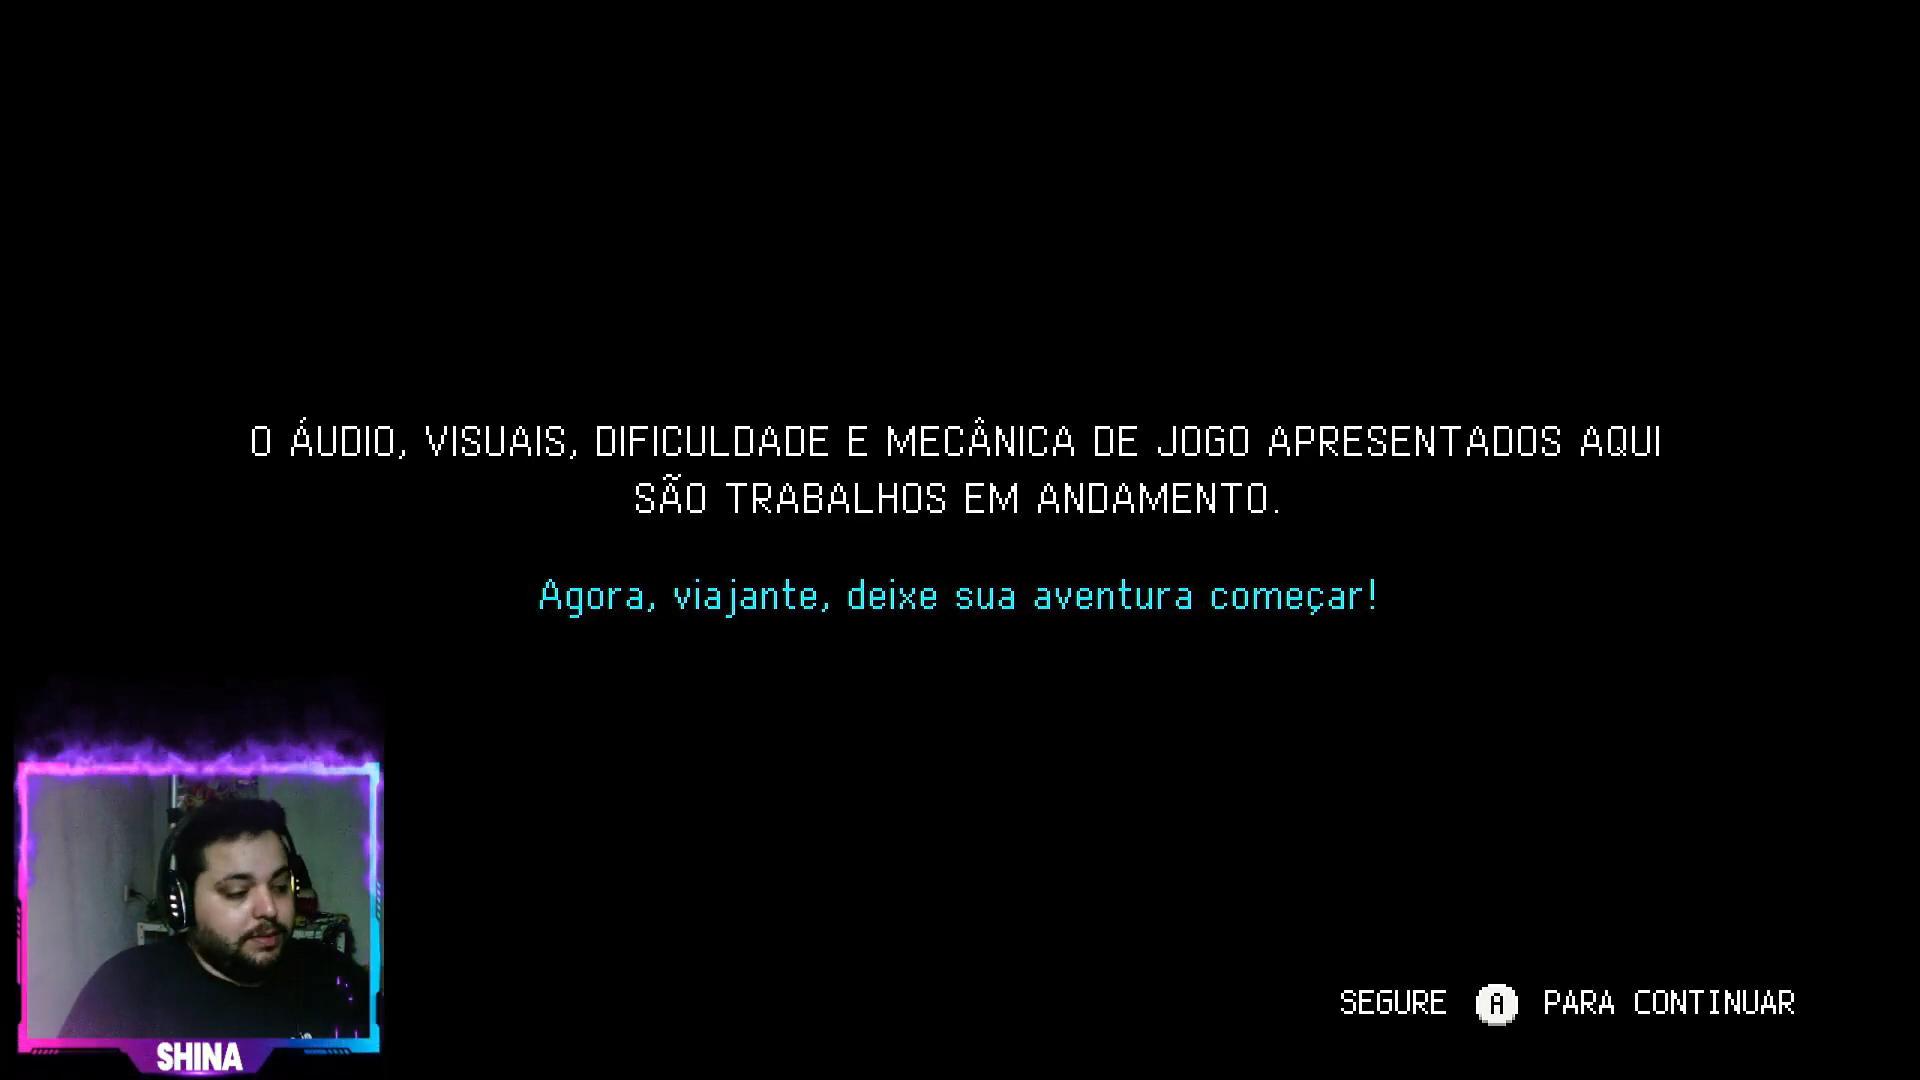 O ÁUDIO, VISUAIS, DIFICULDADE E MECÂNICA DE JOGO APRESENTADOS AQUI
SÃO TRABALHOS EM ANDAMENTO.
Agora, viajante, deixe sua aventura começar!
SEGURE A PARA CONTINUAR
SHINA